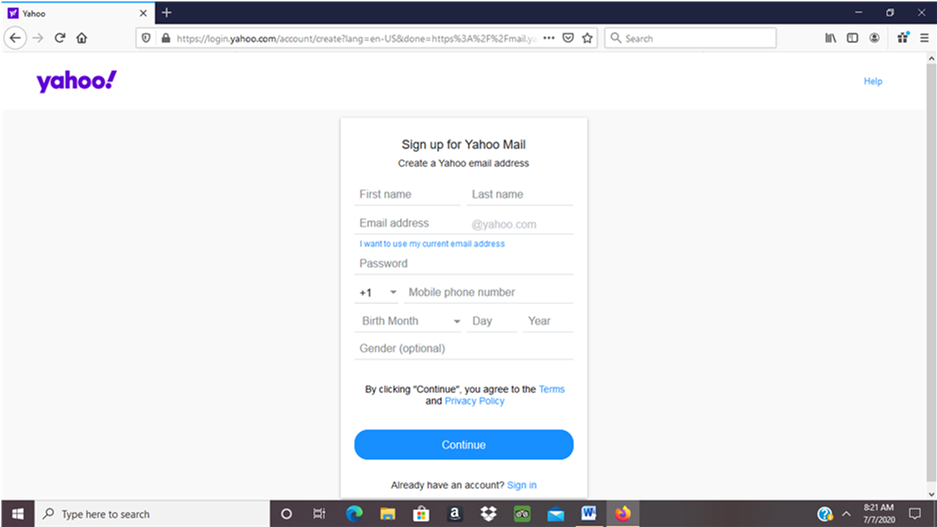 Yahoo
https://login.yahoo.com/account/create?lang=en-US&done=https%3A%2F%2Fmail.ya
Search
yahoo!
Help
Sign up for Yahoo Mail
Create a Yahoo email address
First name Last name
Email address @yahoo.com
I want to use my current email address
Password
+1 Mobile phone number
Birth Month Day Year
Gender (optional)
By clicking "Continue", you agree to the Terms
and Privacy Policy
Continue
Already have an account? Sign in
Type here to search
8:21 AM
7/7/2020